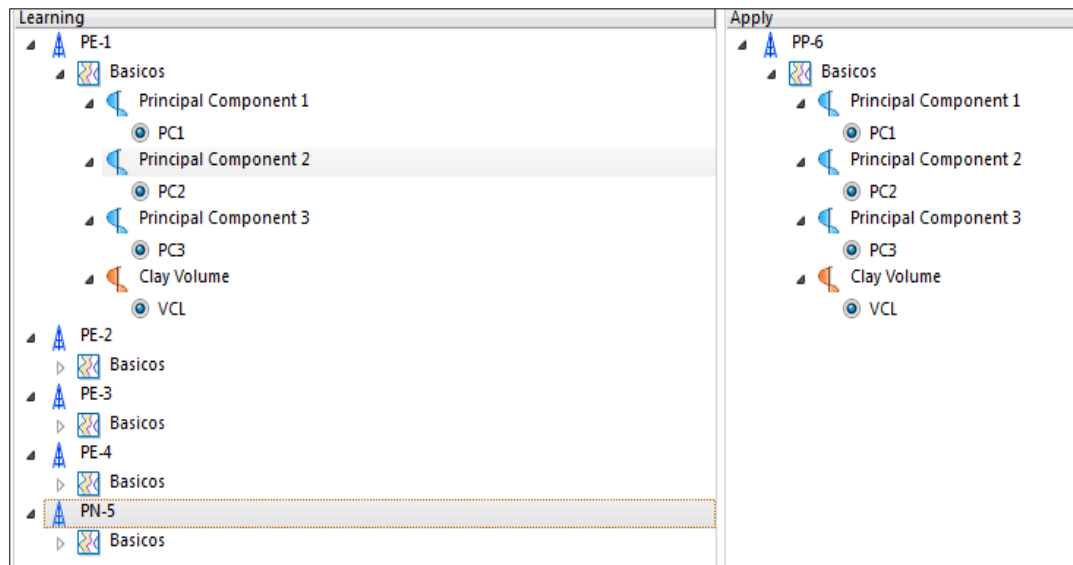 Learning
PE-1
Basicos
Principal Component 1
PC1
Principal Component 2
PC2
Principal Component 3
PC3
Clay Volume
VCL
PE-2
Basicos
PE-3
Basicos
PE-4
Basicos
PN-5
Basicos
Apply
PP-6
Basicos
Principal Component 1
PC1
Principal Component 2
PC2
Principal Component 3
PC3
Clay Volume
VCL